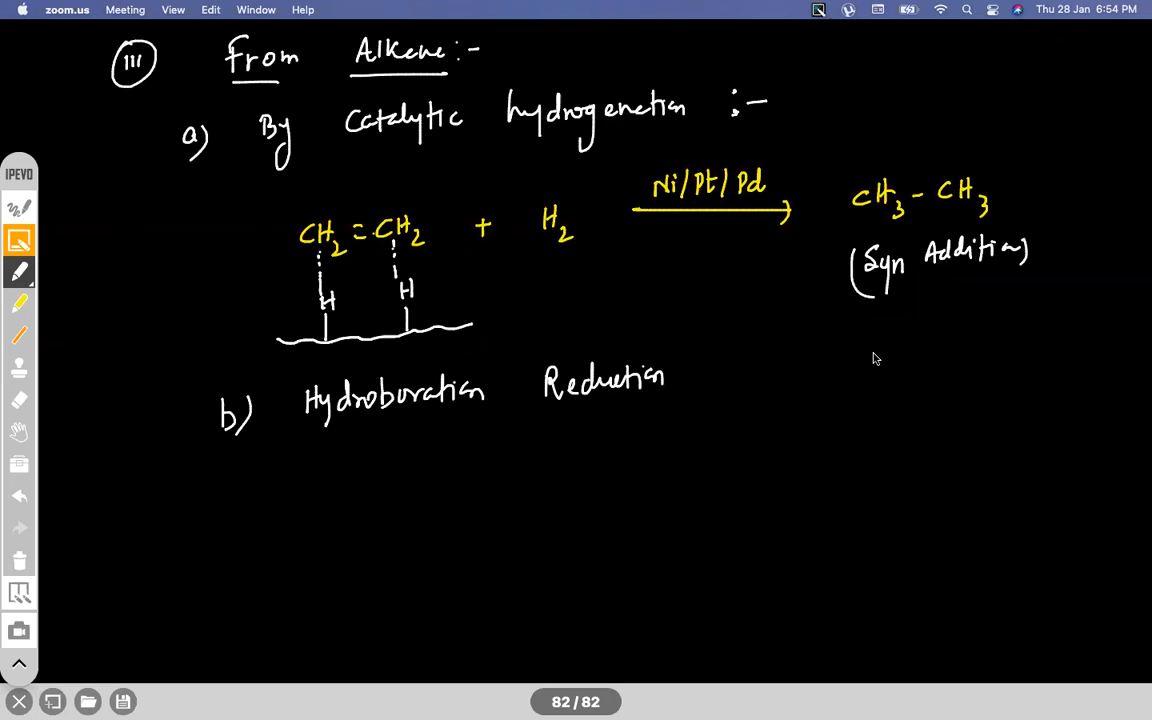 zoom.us Meeting View Edit Window Help Thu 28 Jan 6:54 PM
III From Alkene:-
a) By Catalytic hydrogenation :-
IPEVO
CH2 = CH2 + H2 Ni/Pt/Pd CH3 - CH3
(Syn Addition)
H H
b) Hydroboration Reduction
82 / 82